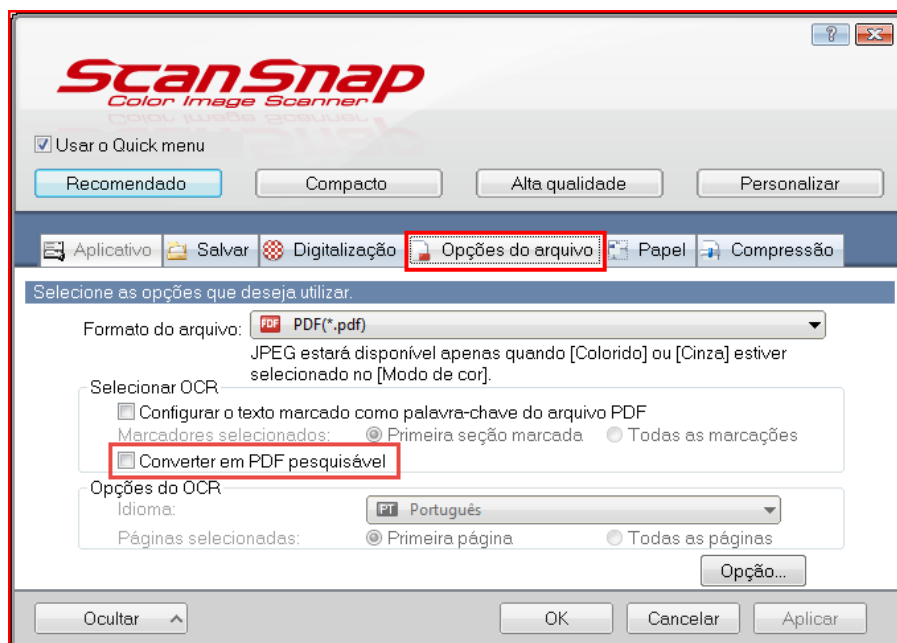 ScanSnap
Color Image Scanner
Usar o Quick menu
Recomendado Compacto Alta qualidade Personalizar
Aplicativo Salvar Digitalização Opções do arquivo Papel Compressão
Selecione as opções que deseja utilizar.
Formato do arquivo: PDF PDF(*.pdf)
JPEG estará disponível apenas quando [Colorido] ou [Cinza] estiver
selecionado no [Modo de cor].
Selecionar OCR
Configurar o texto marcado como palavra-chave do arquivo PDF
Marcadores selecionados: Primeira seção marcada Todas as marcações
Converter em PDF pesquisável
Opções do OCR
Idioma: PT Português
Páginas selecionadas: Primeira página Todas as páginas
Opção...
Ocultar OK Cancelar Aplicar